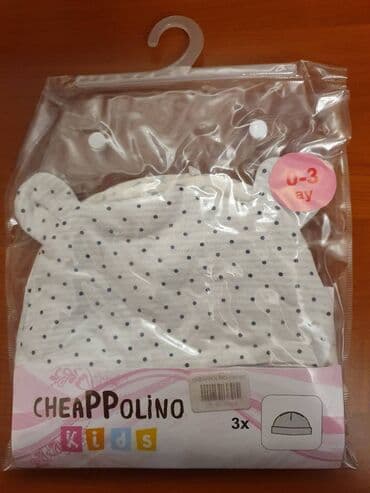 0-3
ay
CHEAPPOLINO
Kids
3x